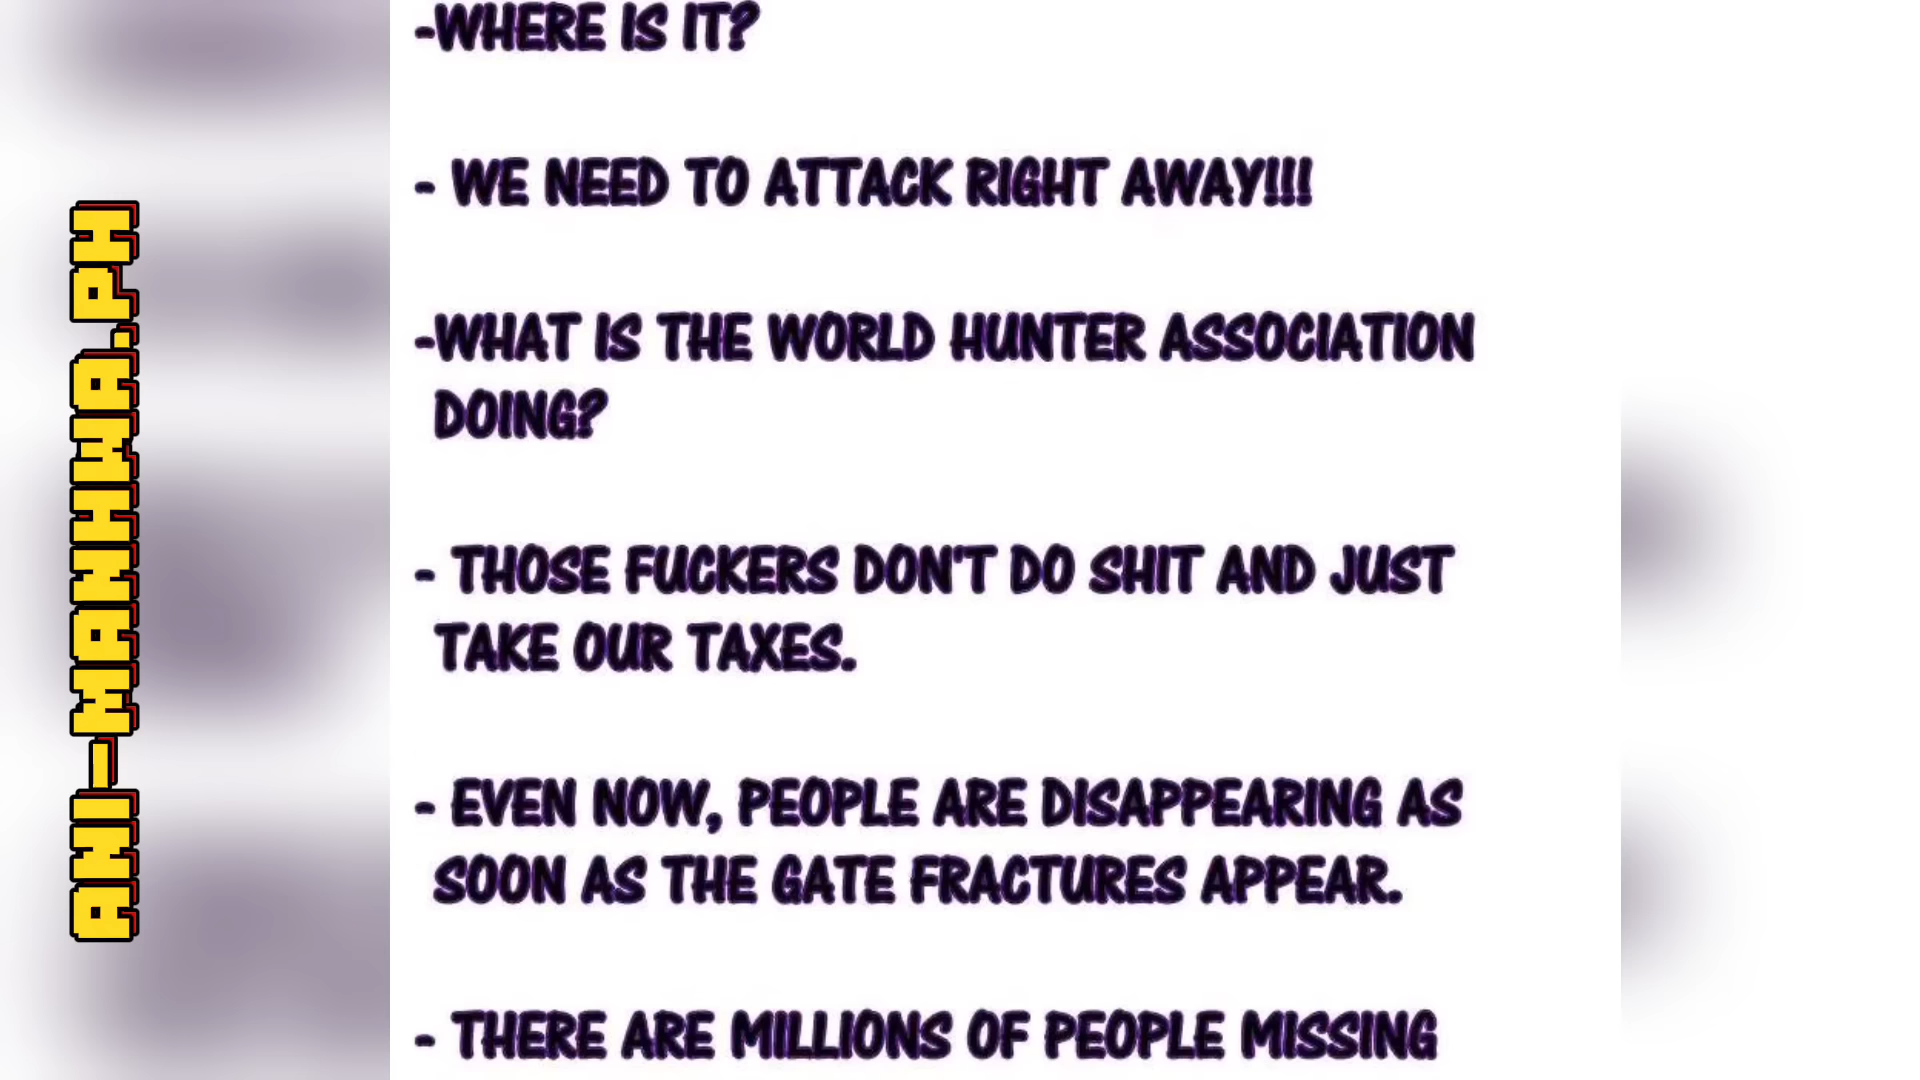 -WHERE IS IT?
- WE NEED TO ATTACK RIGHT AWAY!!!
-WHAT IS THE WORLD HUNTER ASSOCIATION
DOING?
- THOSE FUCKERS DON'T DO SHIT AND JUST
TAKE OUR TAXES.
- EVEN NOW, PEOPLE ARE DISAPPEARING AS
SOON AS THE GATE FRACTURES APPEAR.
- THERE ARE MILLIONS OF PEOPLE MISSING
ANI-MANHWA.PH